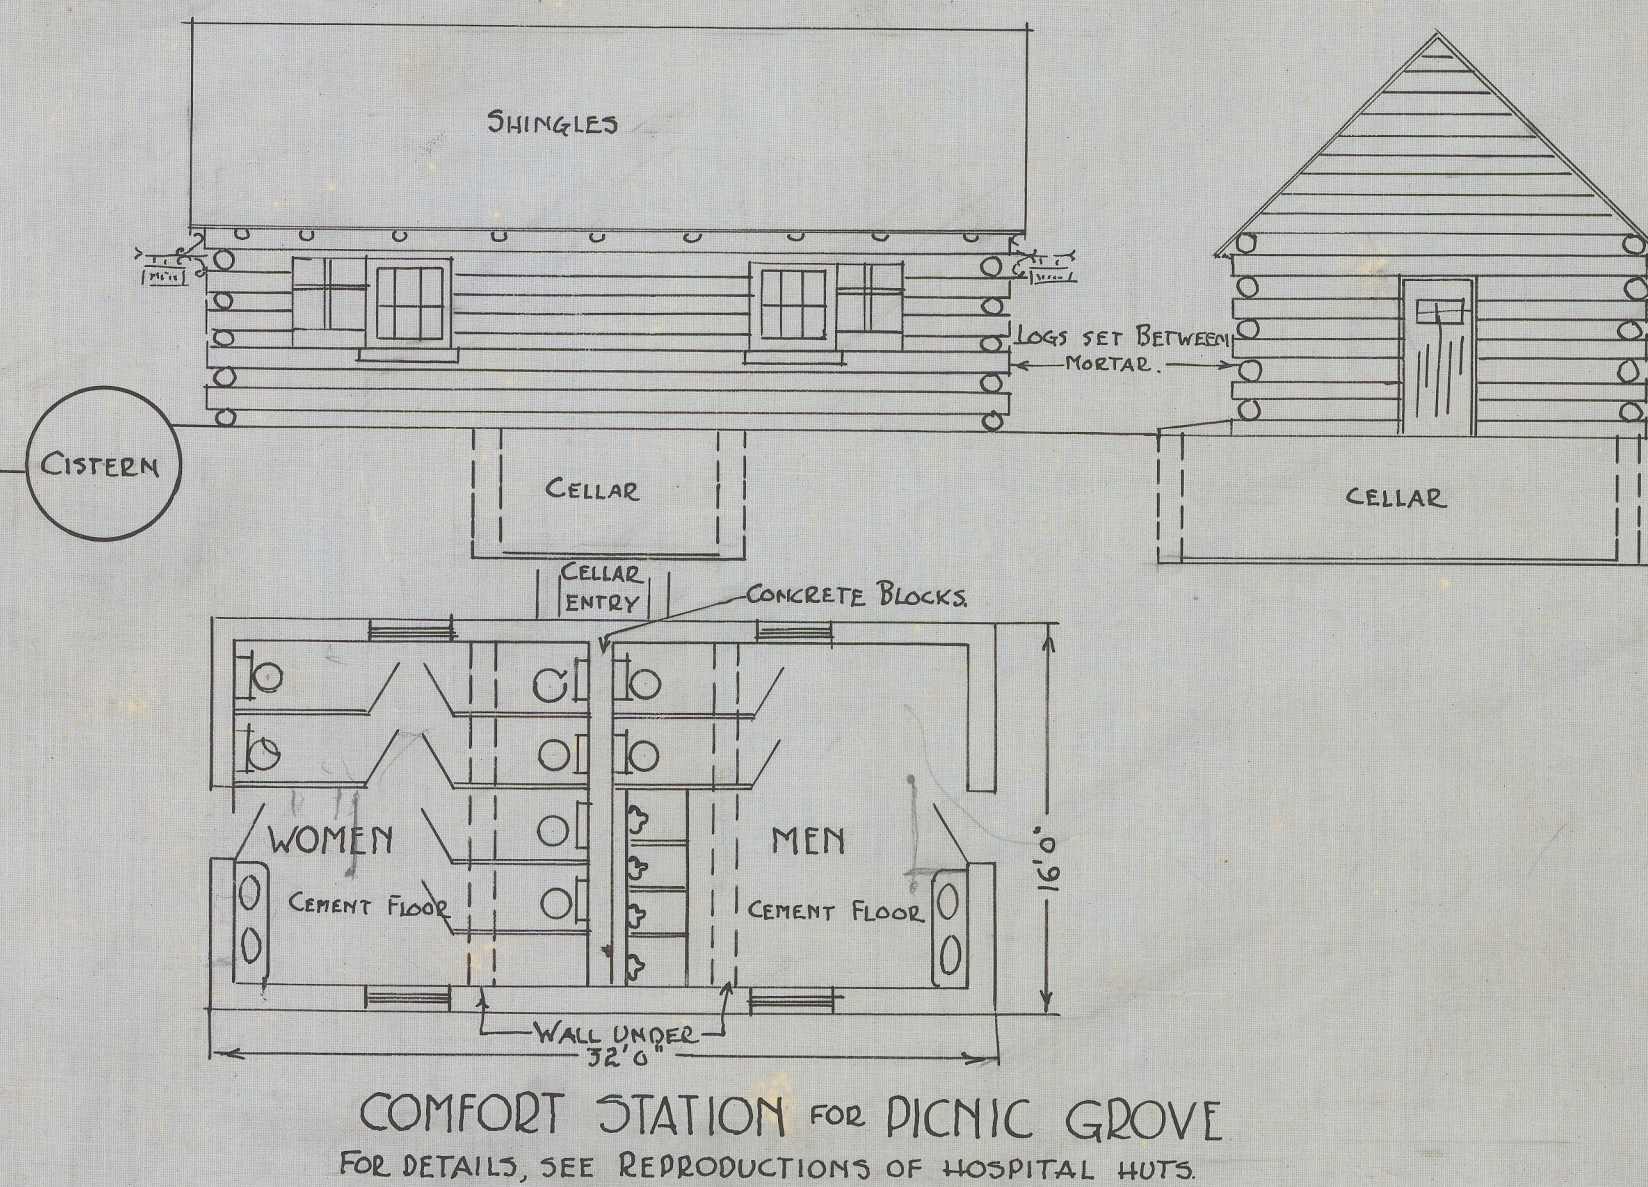 SHINGLES
LOGS SET BETWEEN
MORTAR.
CISTERN
CELLAR
CELLAR
CELLAR
ENTRY
CONCRETE BLOCKS.
WOMEN
MEN
CEMENT FLOOR
CEMENT FLOOR
16'0"
WALL UNDER
32'0"
COMFORT STATION FOR PICNIC GROVE
FOR DETAILS, SEE REPRODUCTIONS OF HOSPITAL HUTS.